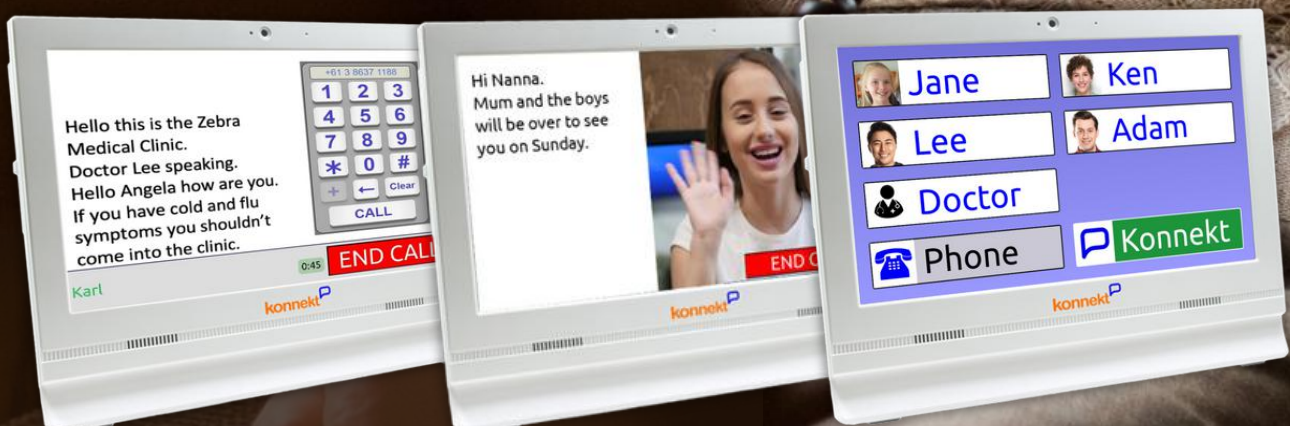 Hello this is the Zebra
Medical Clinic.
Doctor Lee speaking.
Hello Angela how are you.
If you have cold and flu
symptoms you shouldn't
come into the clinic.
+61 3 8637 1188
1 2 3
4 5 6
7 8 9
* 0 #
+ ← Clear
CALL
0:45
END CALL
Karl
konnekt
Hi Nanna.
Mum and the boys
will be over to see
you on Sunday.
END C
konnekt
Jane
Ken
Lee
Adam
Doctor
Phone
Konnekt
konnekt